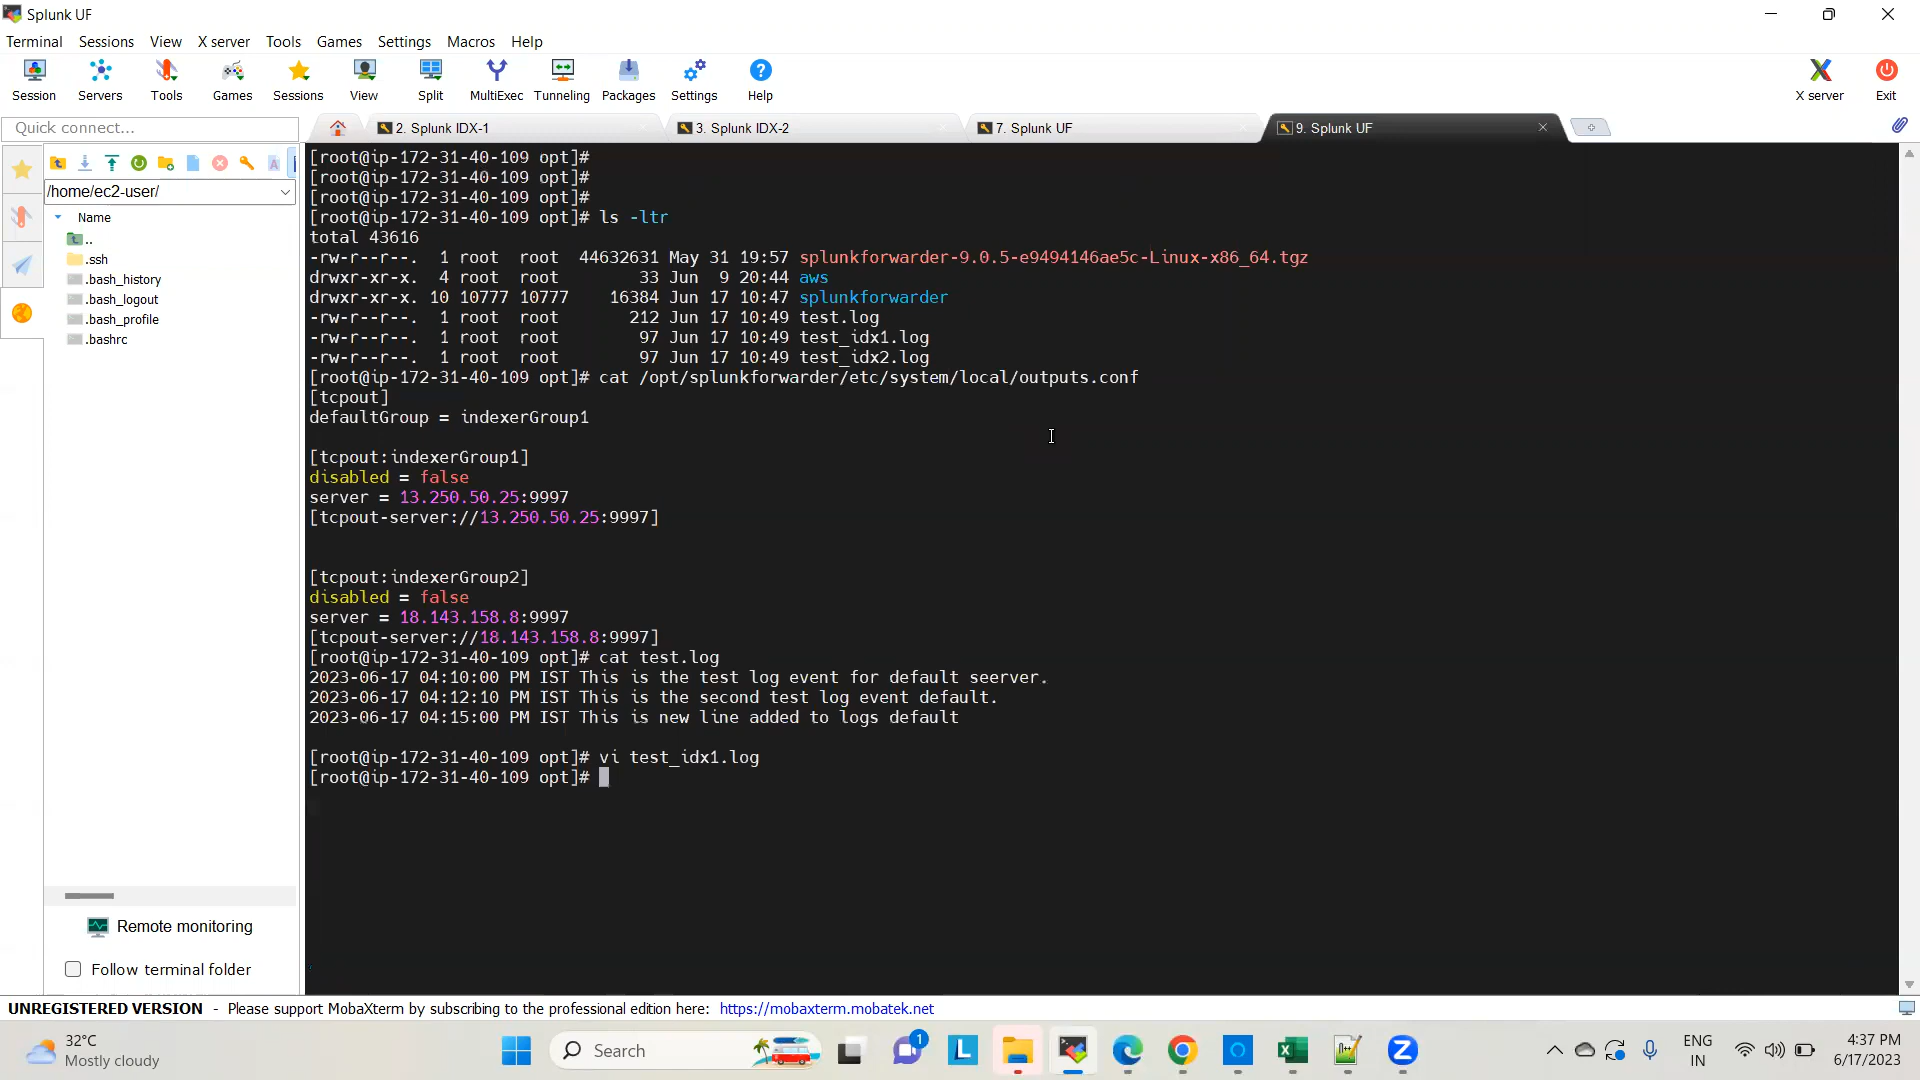 Splunk UF
Terminal Sessions View X server Tools Games Settings Macros Help
Session Servers Tools Games Sessions View Split MultiExec Tunneling Packages Settings Help X server Exit
Quick connect...
2. Splunk IDX-1
3. Splunk IDX-2
7. Splunk UF
9. Splunk UF
/home/ec2-user/
Name
..
.ssh
.bash_history
.bash_logout
.bash_profile
.bashrc
Remote monitoring
Follow terminal folder
[root@ip-172-31-40-109 opt]#
[root@ip-172-31-40-109 opt]#
[root@ip-172-31-40-109 opt]#
[root@ip-172-31-40-109 opt]# ls -ltr
total 43616
-rw-r--r--.  1 root  root  44632631 May 31 19:57 splunkforwarder-9.0.5-e9494146ae5c-Linux-x86_64.tgz
drwxr-xr-x.  4 root  root        33 Jun  9 20:44 aws
drwxr-xr-x. 10 10777 10777    16384 Jun 17 10:47 splunkforwarder
-rw-r--r--.  1 root  root       212 Jun 17 10:49 test.log
-rw-r--r--.  1 root  root        97 Jun 17 10:49 test_idx1.log
-rw-r--r--.  1 root  root        97 Jun 17 10:49 test_idx2.log
[root@ip-172-31-40-109 opt]# cat /opt/splunkforwarder/etc/system/local/outputs.conf
[tcpout]
defaultGroup = indexerGroup1
[tcpout:indexerGroup1]
disabled = false
server = 13.250.50.25:9997
[tcpout-server://13.250.50.25:9997]
[tcpout:indexerGroup2]
disabled = false
server = 18.143.158.8:9997
[tcpout-server://18.143.158.8:9997]
[root@ip-172-31-40-109 opt]# cat test.log
2023-06-17 04:10:00 PM IST This is the test log event for default seerver.
2023-06-17 04:12:10 PM IST This is the second test log event default.
2023-06-17 04:15:00 PM IST This is new line added to logs default
[root@ip-172-31-40-109 opt]# vi test_idx1.log
[root@ip-172-31-40-109 opt]#
UNREGISTERED VERSION - Please support MobaXterm by subscribing to the professional edition here: https://mobaxterm.mobatek.net
32°C
Mostly cloudy
Search
1
ENG
IN
4:37 PM
6/17/2023